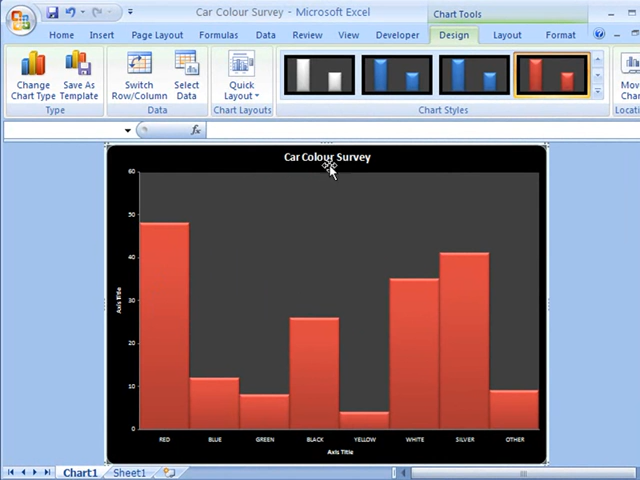 Car Colour Survey - Microsoft Excel
Chart Tools
Home Insert Page Layout Formulas Data Review View Developer Design Layout Format
Change Chart Type
Save As Template
Switch Row/Column
Select Data
Quick Layout
Type
Data
Chart Layouts
Chart Styles
fx
Car Colour Survey
60
50
40
30
20
10
0
Axis Title
RED BLUE GREEN BLACK YELLOW WHITE SILVER OTHER
Axis Title
Chart1 Sheet1